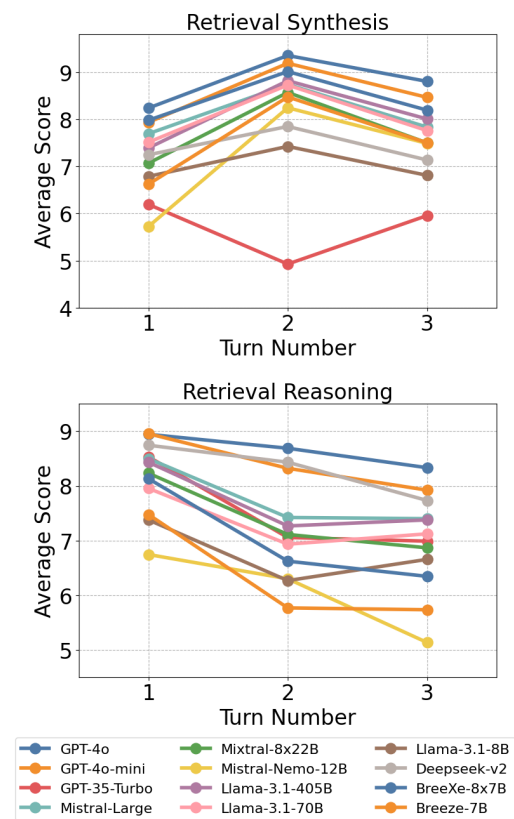 Retrieval Synthesis
Average Score
9
8
7
6
5
4
1 2 3
Turn Number
Retrieval Reasoning
Average Score
9
8
7
6
5
1 2 3
Turn Number
GPT-4o Mixtral-8x22B Llama-3.1-8B
GPT-4o-mini Mistral-Nemo-12B Deepseek-v2
GPT-35-Turbo Llama-3.1-405B BreeXe-8x7B
Mistral-Large Llama-3.1-70B Breeze-7B